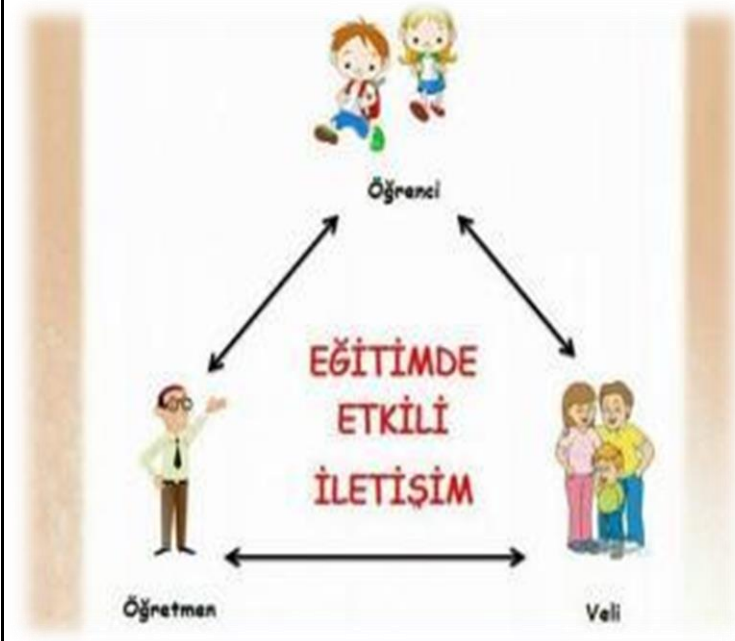 Öğrenci
EĞİTİMDE
ETKİLİ
İLETİŞİM
Öğretmen
Veli